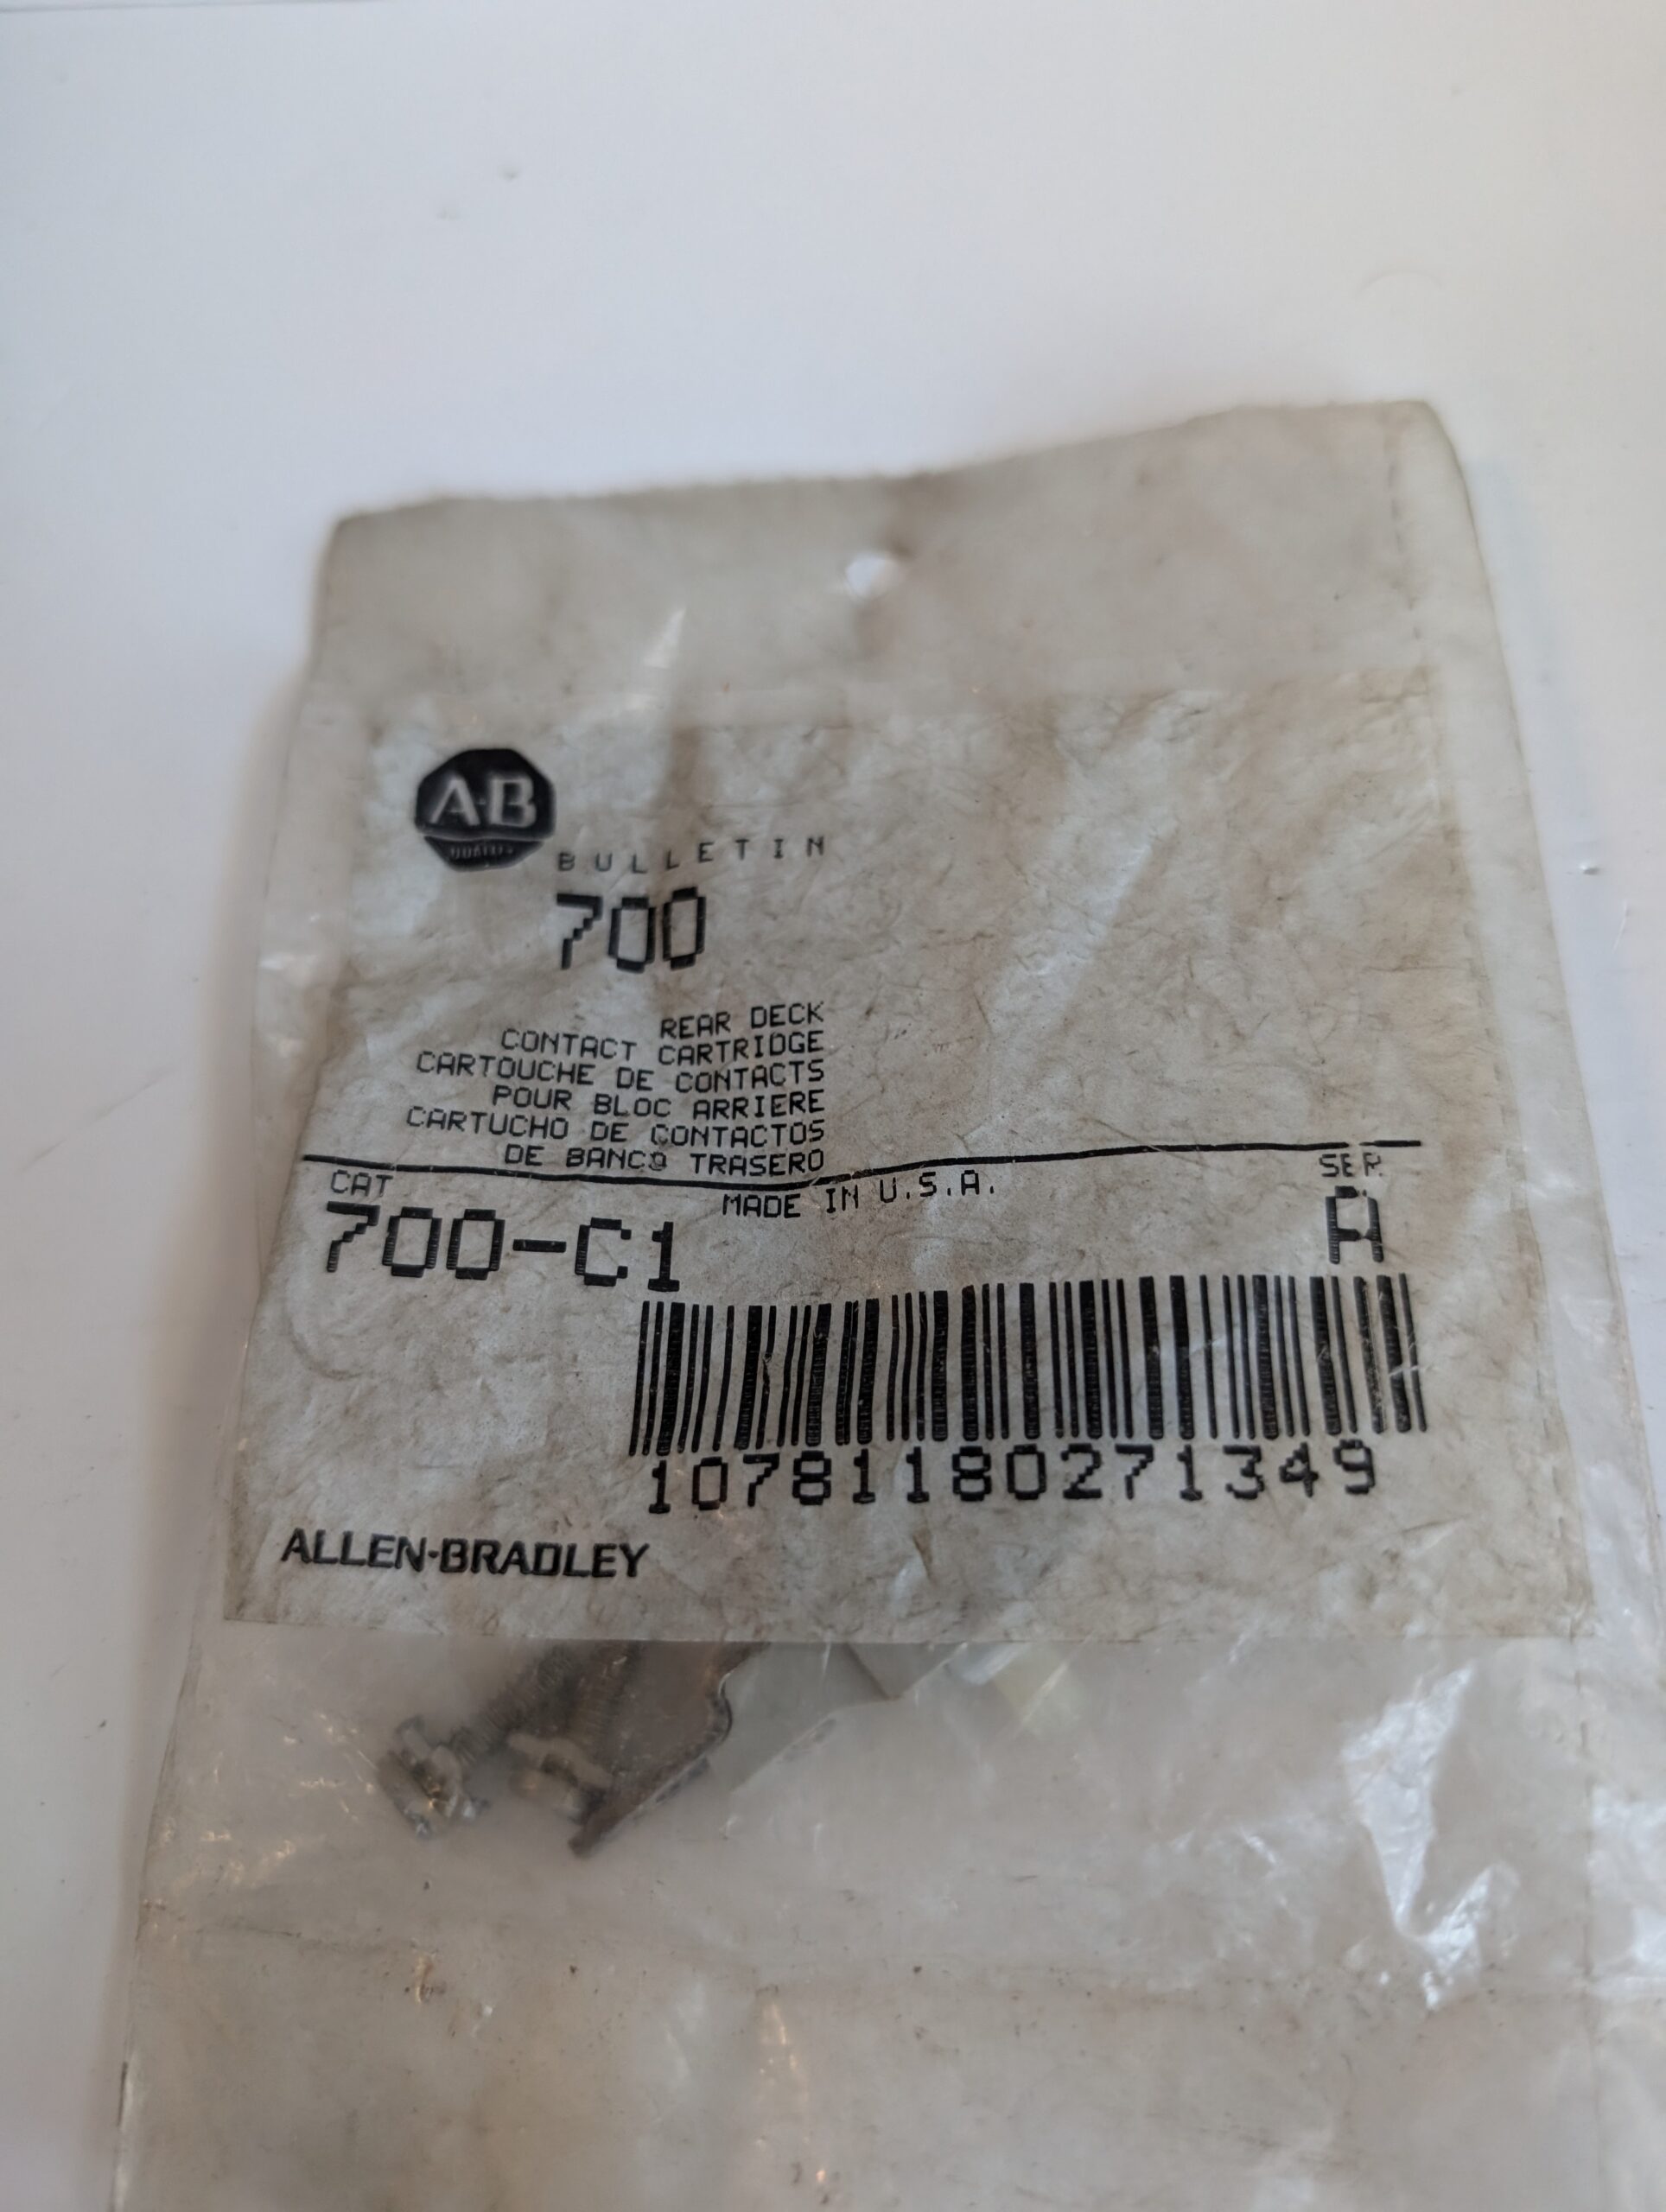 A-B
QUALITY
BULLETIN
700
REAR DECK
CONTACT CARTRIDGE
CARTOUCHE DE CONTACTS
POUR BLOC ARRIERE
CARTUCHO DE CONTACTOS
DE BANCO TRASERO
CAT
MADE IN U.S.A.
SER
700-C1
A
10781180271349
ALLEN-BRADLEY